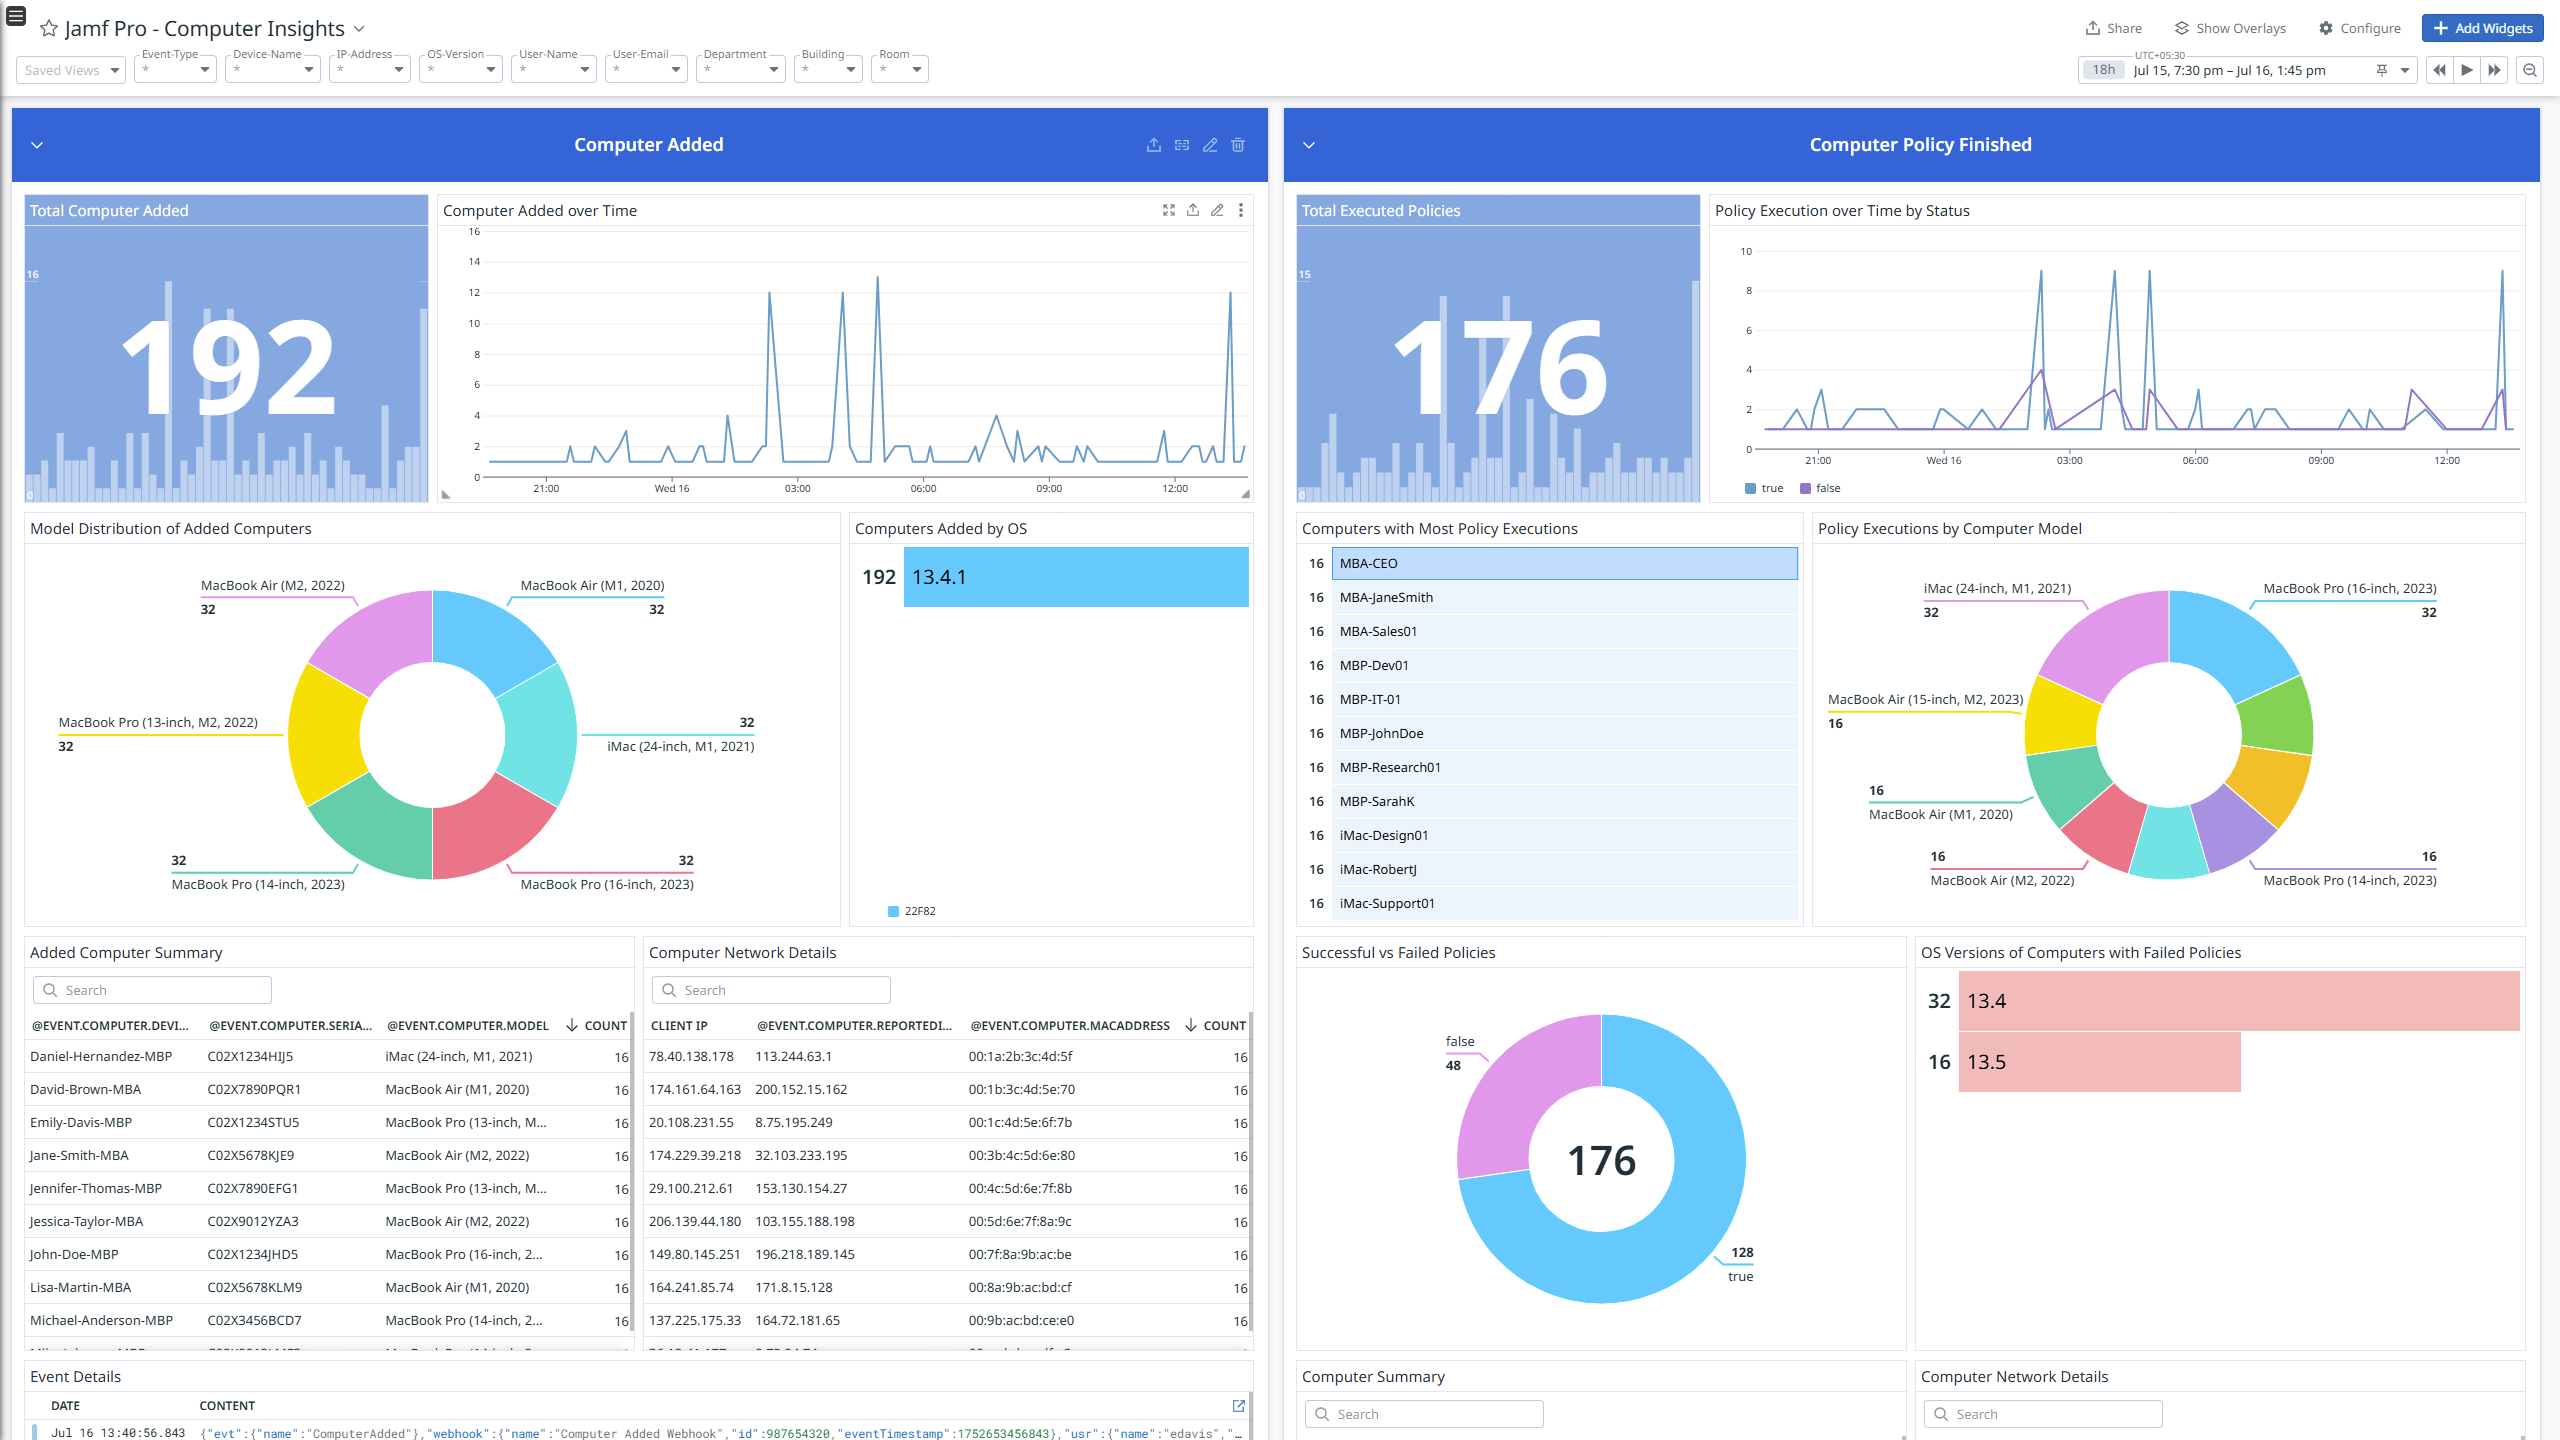 Jamf Pro - Computer Insights
Share
Show Overlays
Configure
Add Widgets
Saved Views
Event-Type
*
Device-Name
*
IP-Address
*
OS-Version
*
User-Name
*
User-Email
*
Department
*
Building
*
Room
*
UTC+05:30
18h
Jul 15, 7:30 pm – Jul 16, 1:45 pm
Computer Added
Total Computer Added
16
192
0
Computer Added over Time
16
14
12
10
8
6
4
2
0
21:00
Wed 16
03:00
06:00
09:00
12:00
Model Distribution of Added Computers
MacBook Air (M2, 2022)
32
MacBook Air (M1, 2020)
32
MacBook Pro (13-inch, M2, 2022)
32
32
iMac (24-inch, M1, 2021)
32
MacBook Pro (14-inch, 2023)
32
MacBook Pro (16-inch, 2023)
Computers Added by OS
192 13.4.1
22F82
Added Computer Summary
Search
@EVENT.COMPUTER.DEVI... @EVENT.COMPUTER.SERIA... @EVENT.COMPUTER.MODEL COUNT
Daniel-Hernandez-MBP C02X1234HIJ5 iMac (24-inch, M1, 2021) 16
David-Brown-MBA C02X7890PQR1 MacBook Air (M1, 2020) 16
Emily-Davis-MBP C02X1234STU5 MacBook Pro (13-inch, M... 16
Jane-Smith-MBA C02X5678KJE9 MacBook Air (M2, 2022) 16
Jennifer-Thomas-MBP C02X7890EFG1 MacBook Pro (13-inch, M... 16
Jessica-Taylor-MBA C02X9012YZA3 MacBook Air (M2, 2022) 16
John-Doe-MBP C02X1234JHD5 MacBook Pro (16-inch, 2... 16
Lisa-Martin-MBA C02X5678KLM9 MacBook Air (M1, 2020) 16
Michael-Anderson-MBP C02X3456BCD7 MacBook Pro (14-inch, 2... 16
Computer Network Details
Search
CLIENT IP @EVENT.COMPUTER.REPORTEDI... @EVENT.COMPUTER.MACADDRESS COUNT
78.40.138.178 113.244.63.1 00:1a:2b:3c:4d:5f 16
174.161.64.163 200.152.15.162 00:1b:3c:4d:5e:70 16
20.108.231.55 8.75.195.249 00:1c:4d:5e:6f:7b 16
174.229.39.218 32.103.233.195 00:3b:4c:5d:6e:80 16
29.100.212.61 153.130.154.27 00:4c:5d:6e:7f:8b 16
206.139.44.180 103.155.188.198 00:5d:6e:7f:8a:9c 16
149.80.145.251 196.218.189.145 00:7f:8a:9b:ac:be 16
164.241.85.74 171.8.15.128 00:8a:9b:ac:bd:cf 16
137.225.175.33 164.72.181.65 00:9b:ac:bd:ce:e0 16
Event Details
DATE CONTENT
Jul 16 13:40:56.843 {"evt":{"name":"ComputerAdded"},"webhook":{"name":"Computer Added Webhook","id":987654320,"eventTimestamp":1752653456843},"usr":{"name":"edavis","...
Computer Policy Finished
Total Executed Policies
15
176
0
Policy Execution over Time by Status
10
8
6
4
2
0
21:00
Wed 16
03:00
06:00
09:00
12:00
true
false
Computers with Most Policy Executions
16 MBA-CEO
16 MBA-JaneSmith
16 MBA-Sales01
16 MBP-Dev01
16 MBP-IT-01
16 MBP-JohnDoe
16 MBP-Research01
16 MBP-SarahK
16 iMac-Design01
16 iMac-RobertJ
16 iMac-Support01
Policy Executions by Computer Model
iMac (24-inch, M1, 2021)
32
MacBook Pro (16-inch, 2023)
32
MacBook Air (15-inch, M2, 2023)
16
16
MacBook Air (M1, 2020)
16
MacBook Air (M2, 2022)
16
MacBook Pro (14-inch, 2023)
Successful vs Failed Policies
false
48
176
128
true
OS Versions of Computers with Failed Policies
32 13.4
16 13.5
Computer Summary
Search
Computer Network Details
Search